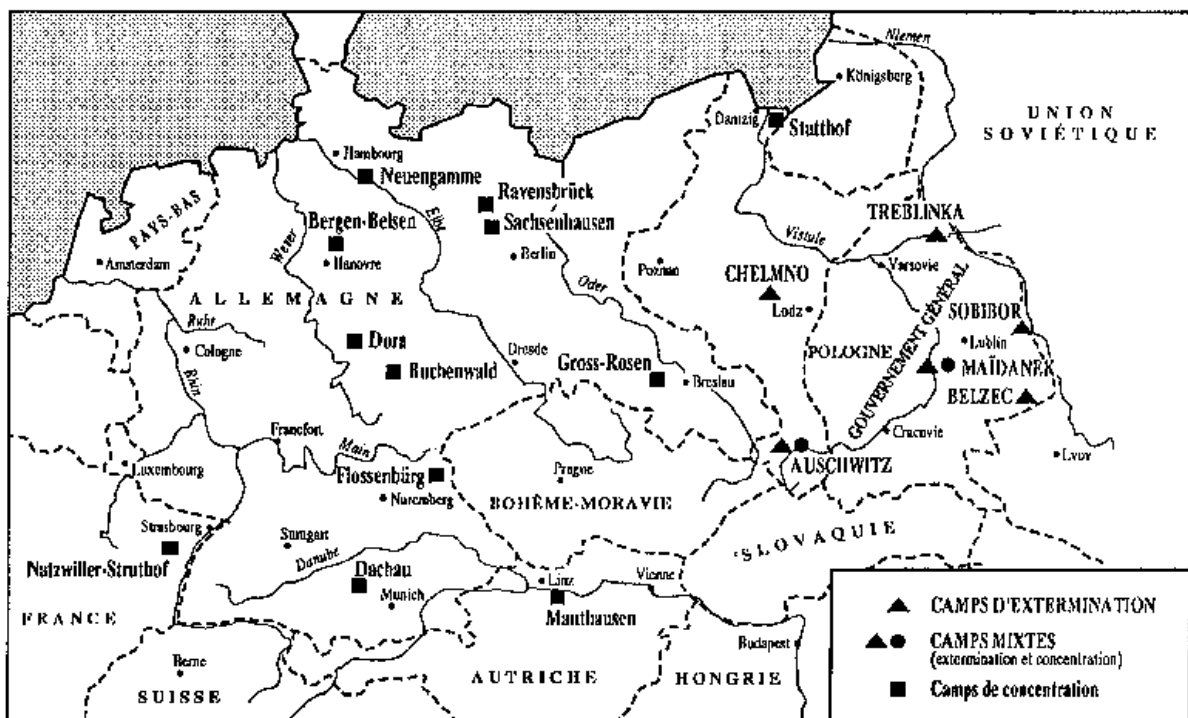 Niemen
Königsberg
UNION
SOVIÉTIQUE
Dantzig
Statthof
Hambourg
Neuengamme
Ravensbrück
Sachsenhausen
Elbe
PAYS-BAS
Bergen-Belsen
Weser
Hanovre
Berlin
Amsterdam
TREBLINKA
Vistule
Varsovie
Poznan
CHELMNO
Oder
Lodz
ALLEMAGNE
Ruhr
Cologne
Rhin
Dora
Buchenwald
Dresde
Gross-Rosen
Breslau
POLOGNE
GOUVERNEMENT GÉNÉRAL
SOBIBOR
Lublin
MAÏDANEK
BELZEC
Cracovie
Lvov
AUSCHWITZ
Francfort
Main
Luxembourg
Flossenbürg
Nuremberg
Prague
BOHÊME-MORAVIE
SLOVAQUIE
Strasbourg
Natzwiller-Struthof
Stuttgart
Danube
Dachau
Munich
Linz
Vienne
Mauthausen
FRANCE
Berne
SUISSE
AUTRICHE
HONGRIE
Budapest
CAMPS D'EXTERMINATION
CAMPS MIXTES
(extermination et concentration)
Camps de concentration